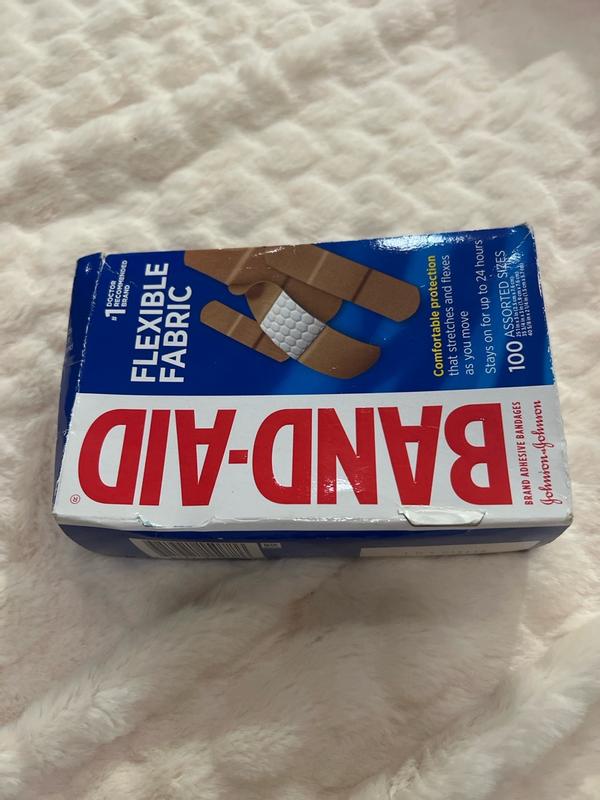 #1 DOCTOR
RECOMMENDED
BRAND
FLEXIBLE
FABRIC
Comfortable protection
that stretches and flexes
as you move
Stays on for up to 24 hours
100 ASSORTED SIZES
BAND-AID®
BRAND ADHESIVE BANDAGES
Johnson & Johnson